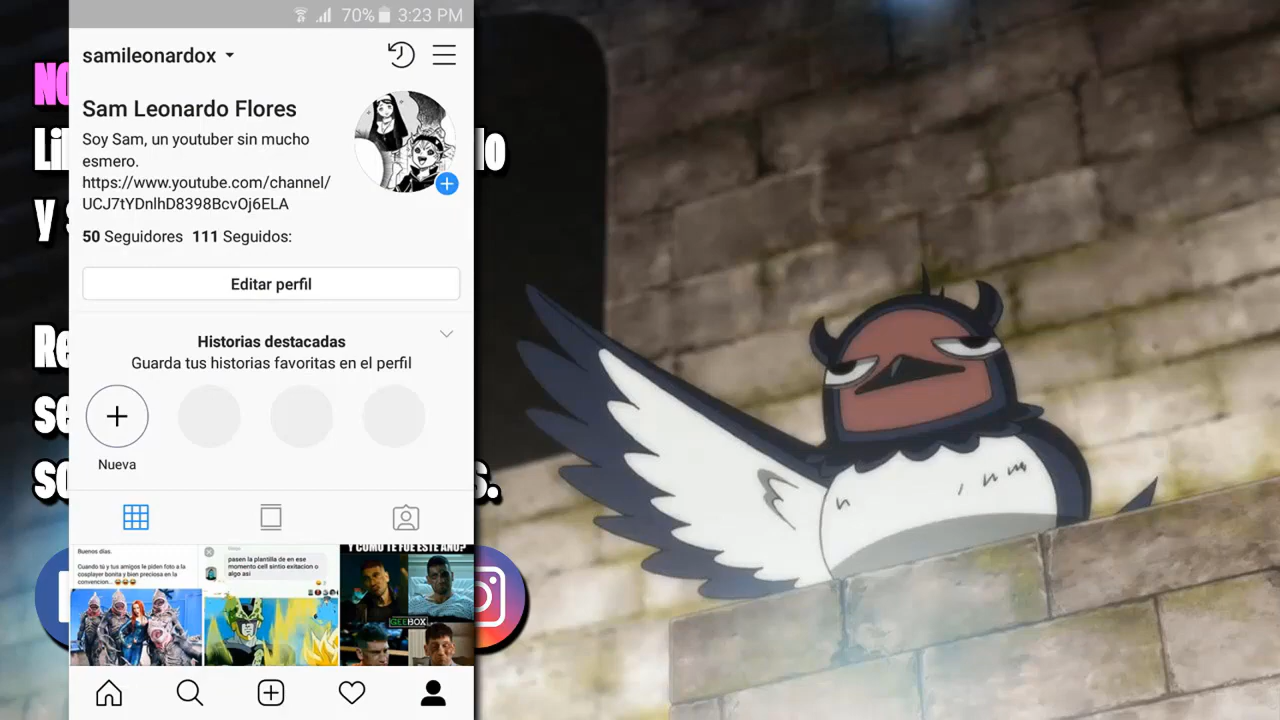 70% 3:23 PM
samileonardox
Sam Leonardo Flores
Soy Sam, un youtuber sin mucho
esmero.
https://www.youtube.com/channel/
UCJ7tYDnlhD8398BcvOj6ELA
50 Seguidores 111 Seguidos:
Editar perfil
Historias destacadas
Guarda tus historias favoritas en el perfil
Nueva
Buenos días.
Cuando tú y tus amigos le piden foto a la
cosplayer bonita y bien preciosa en la
convencion...
pasen la plantilla de en ese
momento cell sintio exitacion o
algo asi
Y COMO TE FUE ESTE AÑO?
GEEKBOX